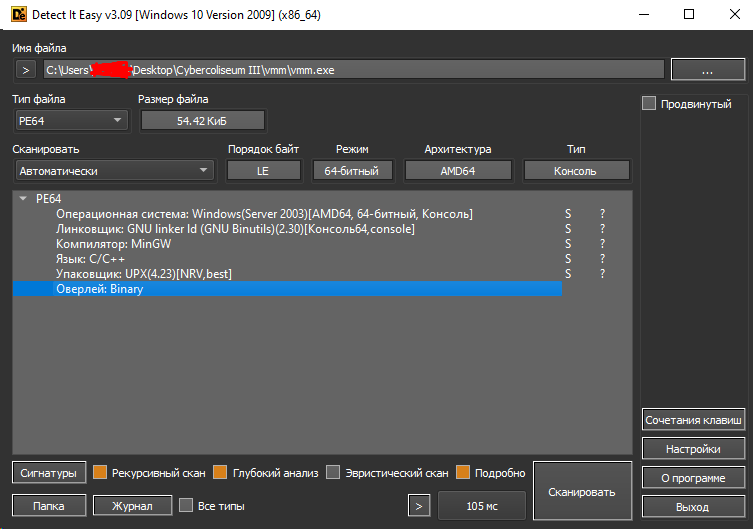 Detect It Easy v3.09 [Windows 10 Version 2009] (x86_64)
Имя файла
> C:\Users\ \Desktop\Cybercoliseum III\vmm\vmm.exe ...
Тип файла Размер файла
PE64 54.42 КиБ Продвинутый
Сканировать Порядок байт Режим Архитектура Тип
Автоматически LE 64-битный AMD64 Консоль
PE64
Операционная система: Windows(Server 2003)[AMD64, 64-битный, Консоль] S ?
Линковщик: GNU linker ld (GNU Binutils)(2.30)[Консоль64,console] S ?
Компилятор: MinGW S ?
Язык: C/C++ S ?
Упаковщик: UPX(4.23)[NRV,best] S ?
Оверлей: Binary
Сочетания клавиш
Настройки
Сигнатуры Рекурсивный скан Глубокий анализ Эвристический скан Подробно Сканировать О программе
Папка Журнал Все типы > 105 мс Выход